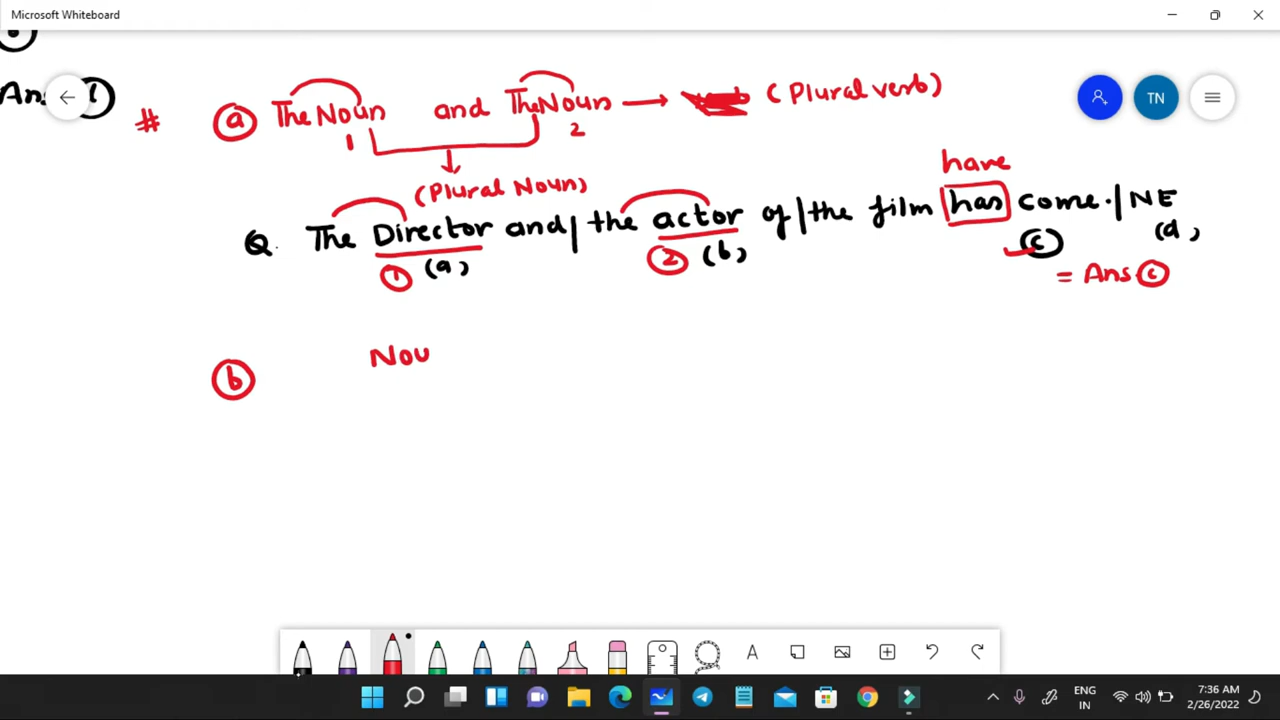 Microsoft Whiteboard
Ans
# a The Noun and The Noun → (Plural verb)
1 2
(Plural Noun)
have
Q. The Director and/ the actor of/the film has come./NE
1 (a) 2 (b) c (d)
= Ans. c
b Nou
TN
A
ENG
IN
7:36 AM
2/26/2022